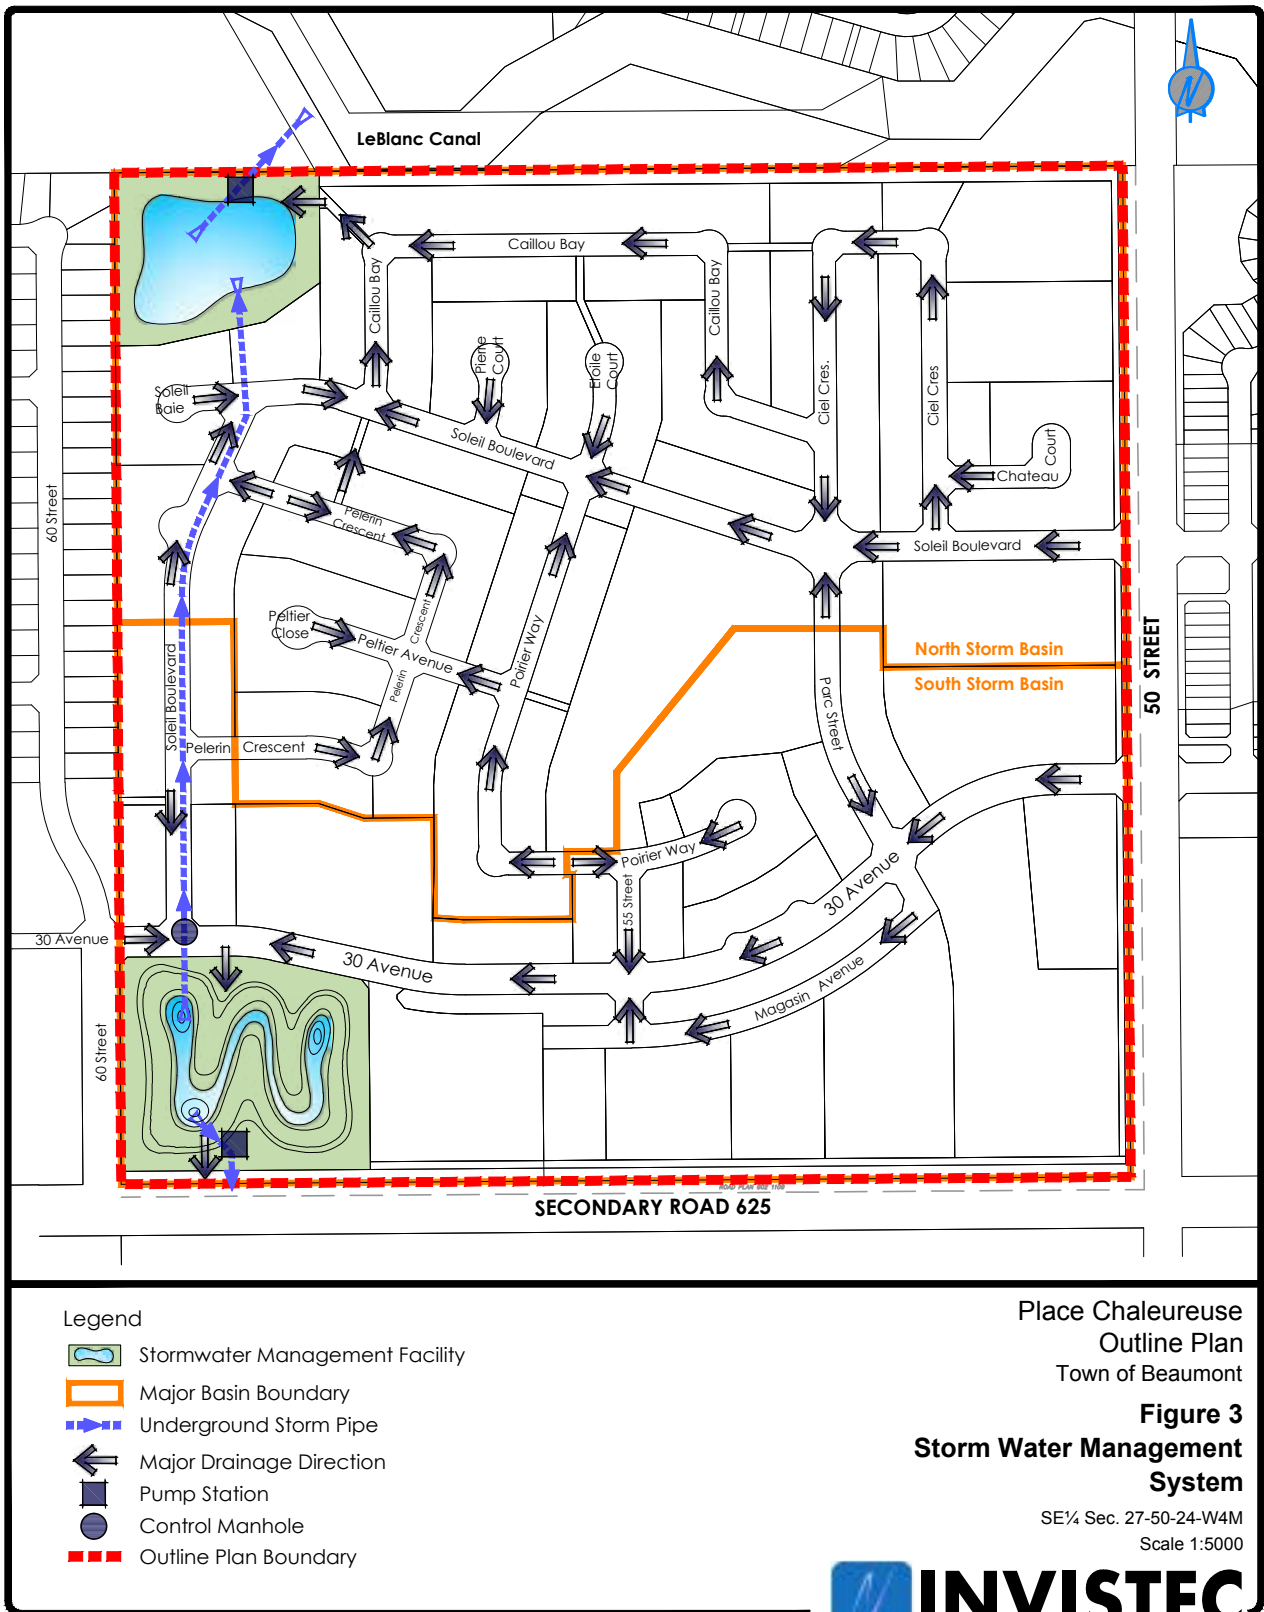 LeBlanc Canal
Caillou Bay
Caillou Bay
Caillou Bay
Pierre
Court
Etoile
Court
Ciel Cres.
Ciel Cres
Soleil
Baie
Soleil Boulevard
Chateau
Court
60 Street
Pelerin
Crescent
Soleil Boulevard
Peltier
Close
Peltier Avenue
Crescent
Pelerin
Poirier Way
North Storm Basin
South Storm Basin
50 STREET
Soleil Boulevard
Pelerin Crescent
Parc Street
Poirier Way
55 Street
30 Avenue
30 Avenue
30 Avenue
Magasin Avenue
60 Street
ROAD PLAN 802 1108
SECONDARY ROAD 625
Legend
Stormwater Management Facility
Major Basin Boundary
Underground Storm Pipe
Major Drainage Direction
Pump Station
Control Manhole
Outline Plan Boundary
Place Chaleureuse
Outline Plan
Town of Beaumont
Figure 3
Storm Water Management
System
SE¼ Sec. 27-50-24-W4M
Scale 1:5000
INVISTEC